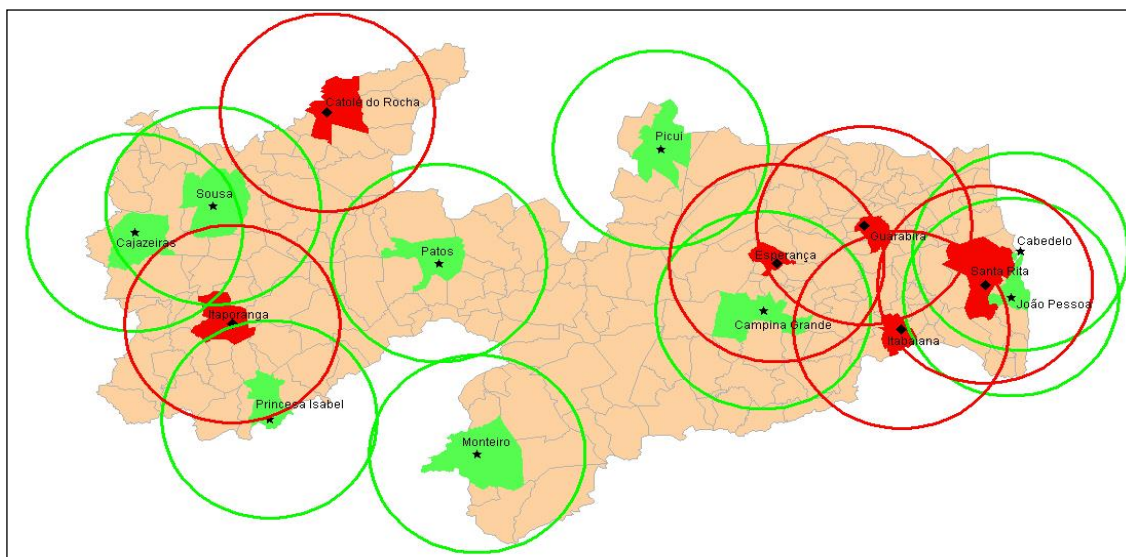 Catolé do Rocha
Picuí
Sousa
Cajazeiras
Guarabira
Patos
Esperança
Cabedelo
Santa Rita
João Pessoa
Itaporanga
Campina Grande
Itabaiana
Princesa Isabel
Monteiro